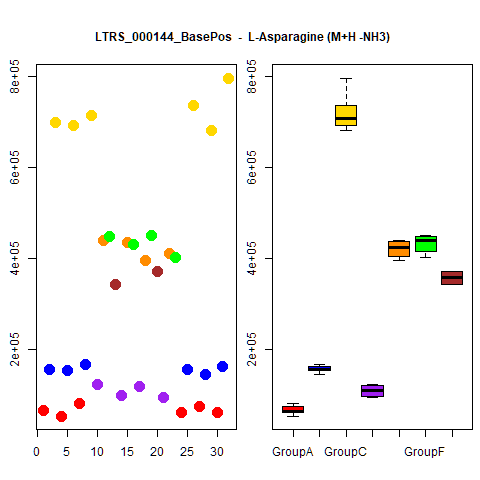 LTRS_000144_BasePos - L-Asparagine (M+H -NH3)
8e+05
6e+05
4e+05
2e+05
0 5 10 15 20 25 30
8e+05
6e+05
4e+05
2e+05
GroupA GroupC GroupF